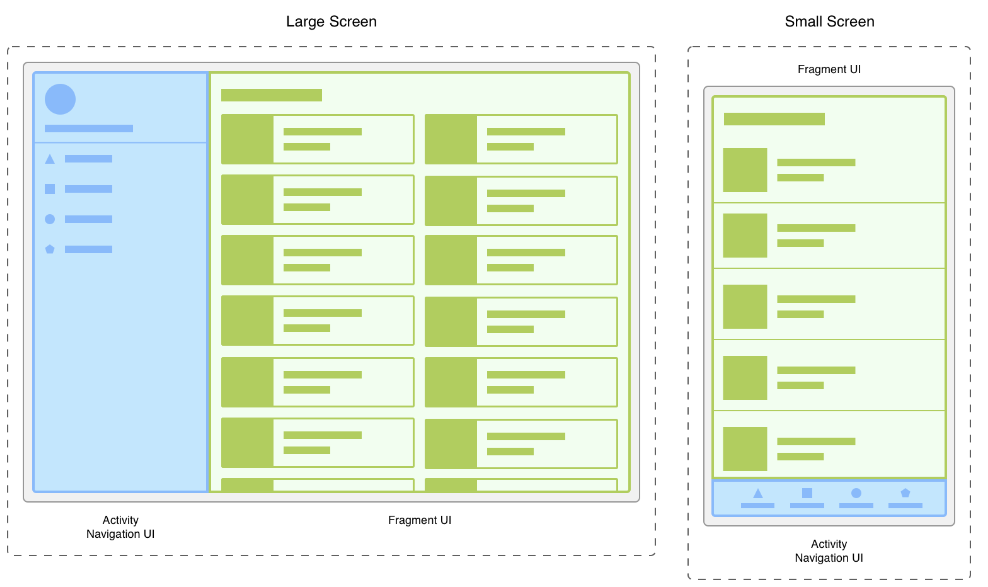 Large Screen
Activity
Navigation UI
Fragment UI
Small Screen
Fragment UI
Activity
Navigation UI